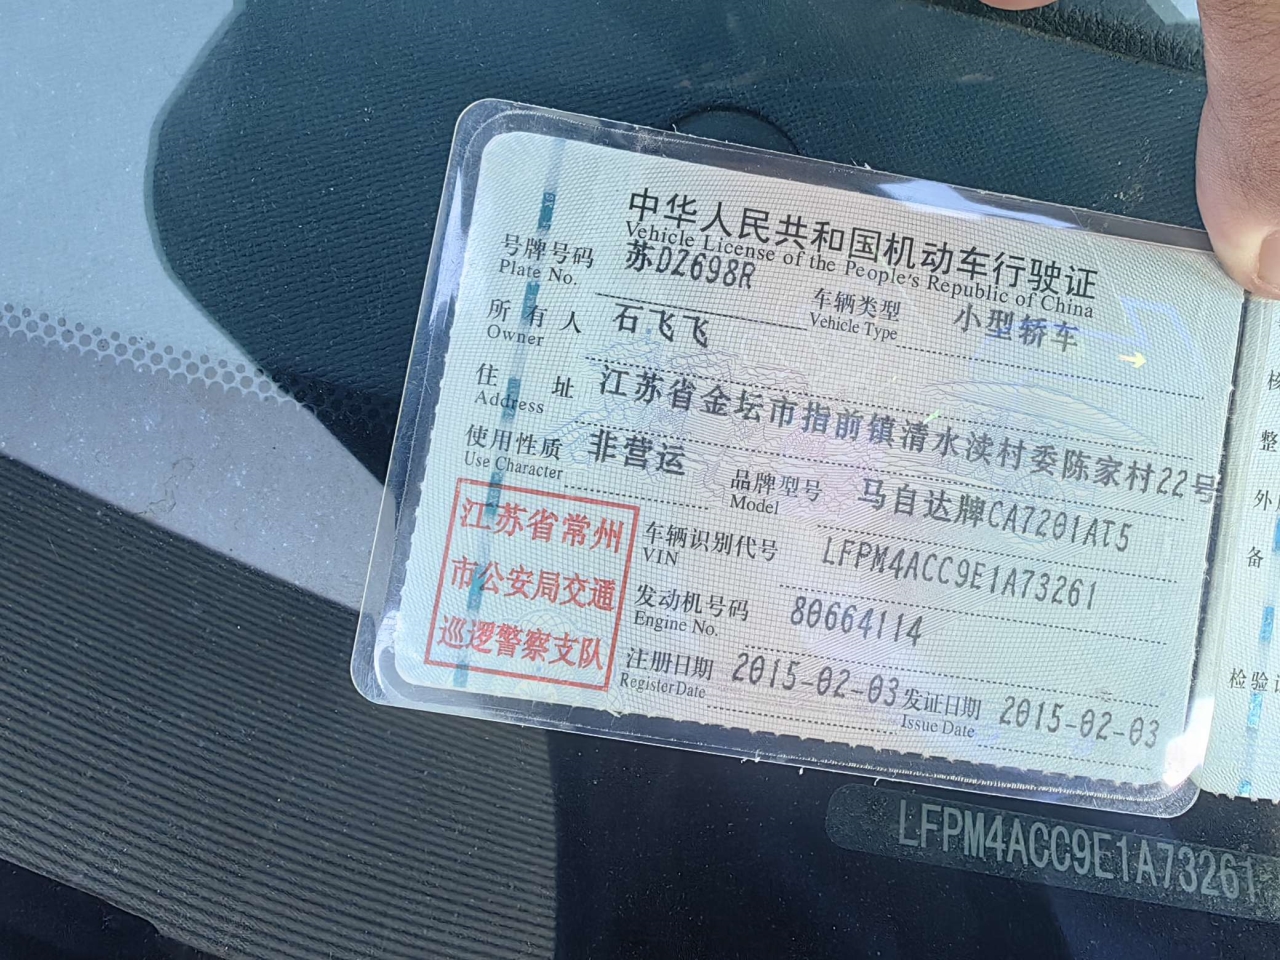 中华人民共和国机动车行驶证
Vehicle License of the People's Republic of China
号牌号码 苏DZ698R 车辆类型 小型轿车
Plate No. Vehicle Type
所有人 石飞飞
Owner
住址 江苏省金坛市指前镇清水渎村委陈家村22号
Address
使用性质 非营运 品牌型号 马自达牌CA7201AT5
Use Character Model
江苏省常州
市公安局交通
巡逻警察支队
车辆识别代号 LFPM4ACC9E1A73261
VIN
发动机号码 80664114
Engine No.
注册日期 2015-02-03 发证日期 2015-02-03
Register Date Issue Date
整
外
备
检验
LFPM4ACC9E1A73261